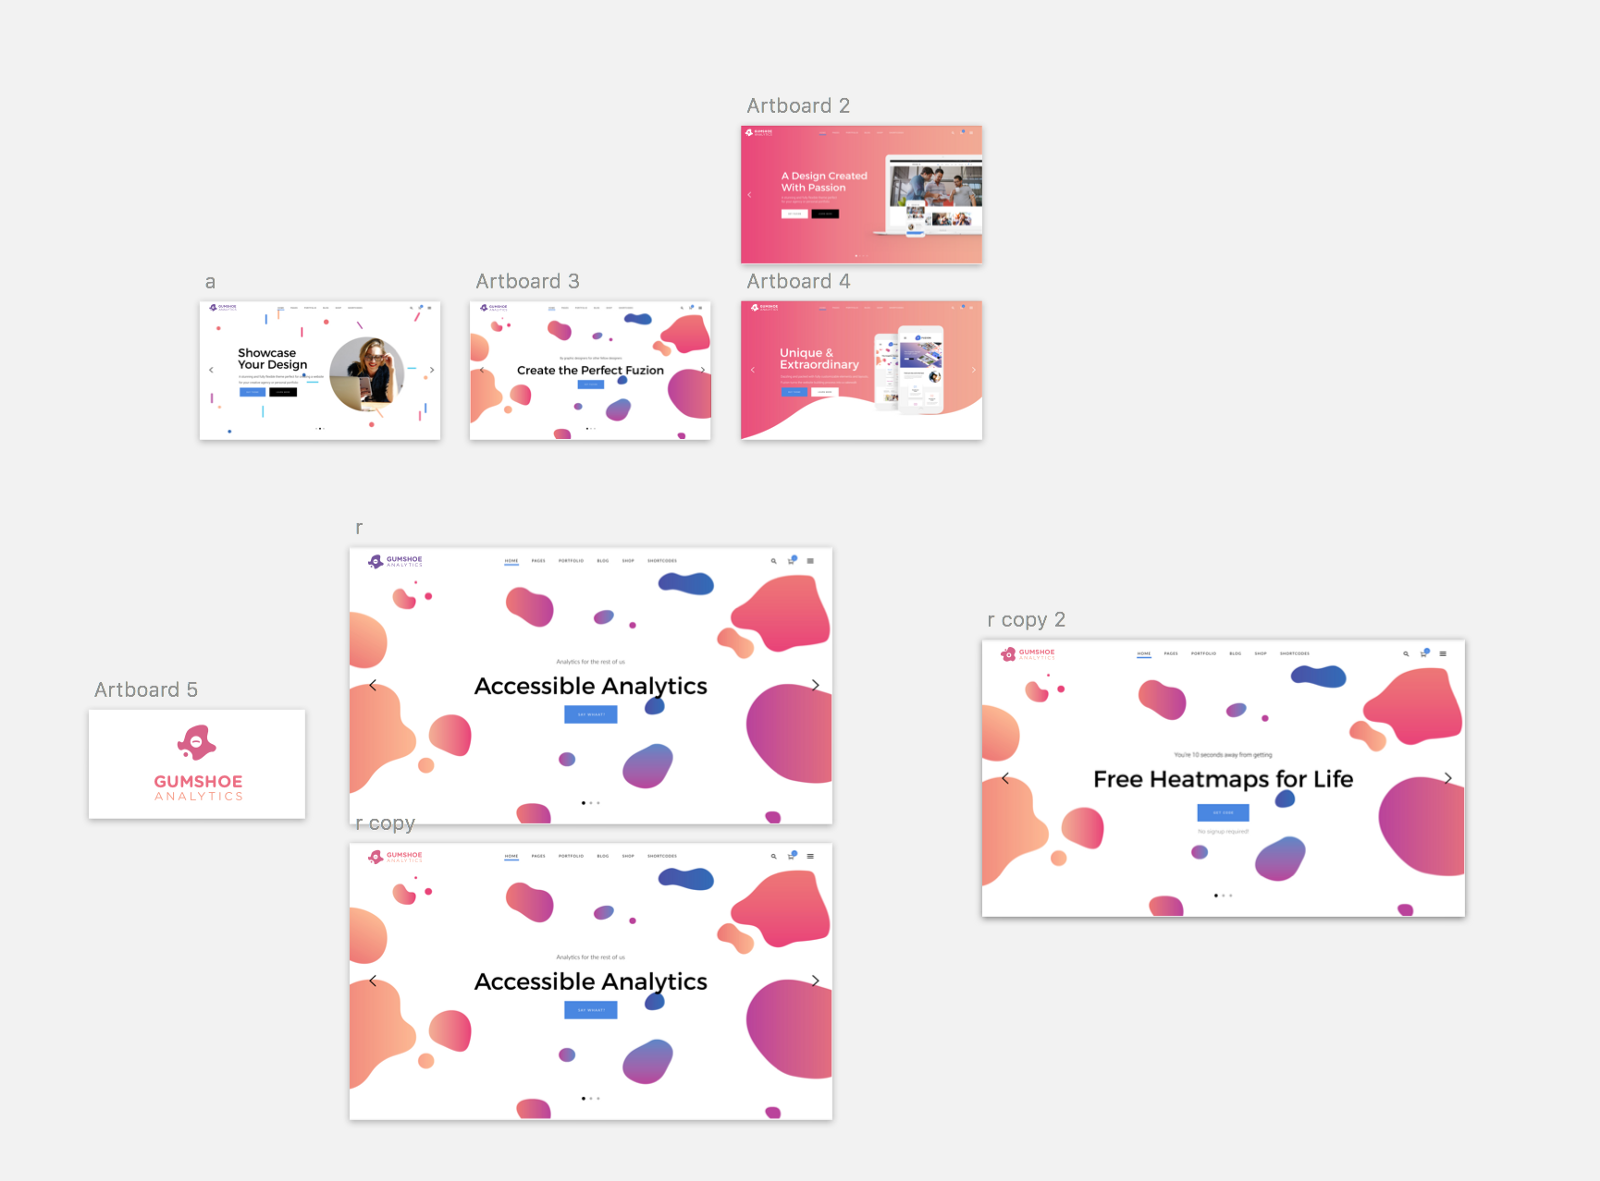 Artboard 2
GUMSHOE
ANALYTICS
A Design Created
With Passion
a
GUMSHOE
ANALYTICS
Showcase
Your Design
Artboard 3
GUMSHOE
ANALYTICS
Create the Perfect Fuzion
Artboard 4
GUMSHOE
ANALYTICS
Unique &
Extraordinary
r
GUMSHOE
ANALYTICS
HOME PAGES PORTFOLIO BLOG SHOP SHORTCODES
Analytics for the rest of us
Accessible Analytics
SAY WHAAT?
Artboard 5
GUMSHOE
ANALYTICS
r copy
GUMSHOE
ANALYTICS
HOME PAGES PORTFOLIO BLOG SHOP SHORTCODES
Analytics for the rest of us
Accessible Analytics
SAY WHAAT?
r copy 2
GUMSHOE
ANALYTICS
HOME PAGES PORTFOLIO BLOG SHOP SHORTCODES
You're 10 seconds away from getting
Free Heatmaps for Life
GET CODE
No signup required!